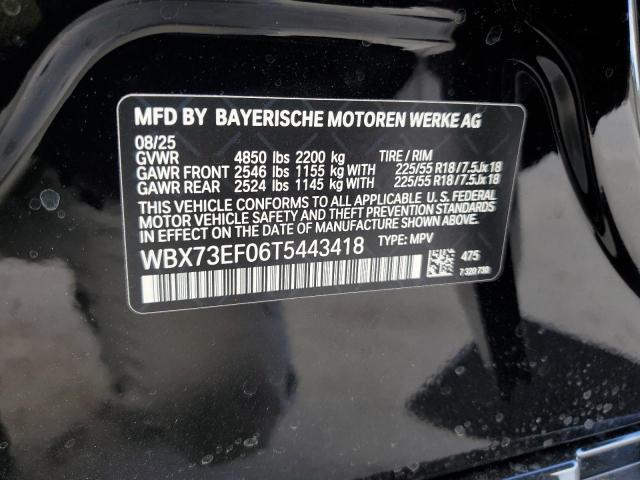 MFD BY BAYERISCHE MOTOREN WERKE AG
08/25
GVWR 4850 lbs 2200 kg TIRE / RIM
GAWR FRONT 2546 lbs 1155 kg WITH 225/55 R18/7.5Jx18
GAWR REAR 2524 lbs 1145 kg WITH 225/55 R18/7.5Jx18
THIS VEHICLE CONFORMS TO ALL APPLICABLE U.S. FEDERAL
MOTOR VEHICLE SAFETY AND THEFT PREVENTION STANDARDS
IN EFFECT ON THE DATE OF MANUFACTURE SHOWN ABOVE.
WBX73EF06T5443418 TYPE: MPV
475
7 320 730